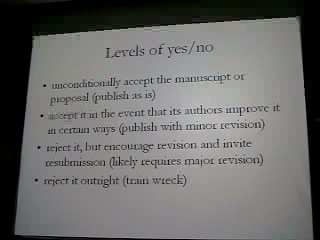 Levels of yes/no
• unconditionally accept the manuscript or
proposal (publish as is)
• accept it in the event that its authors improve it
in certain ways (publish with minor revision)
• reject it, but encourage revision and invite
resubmission (likely requires major revision)
• reject it outright (train wreck)